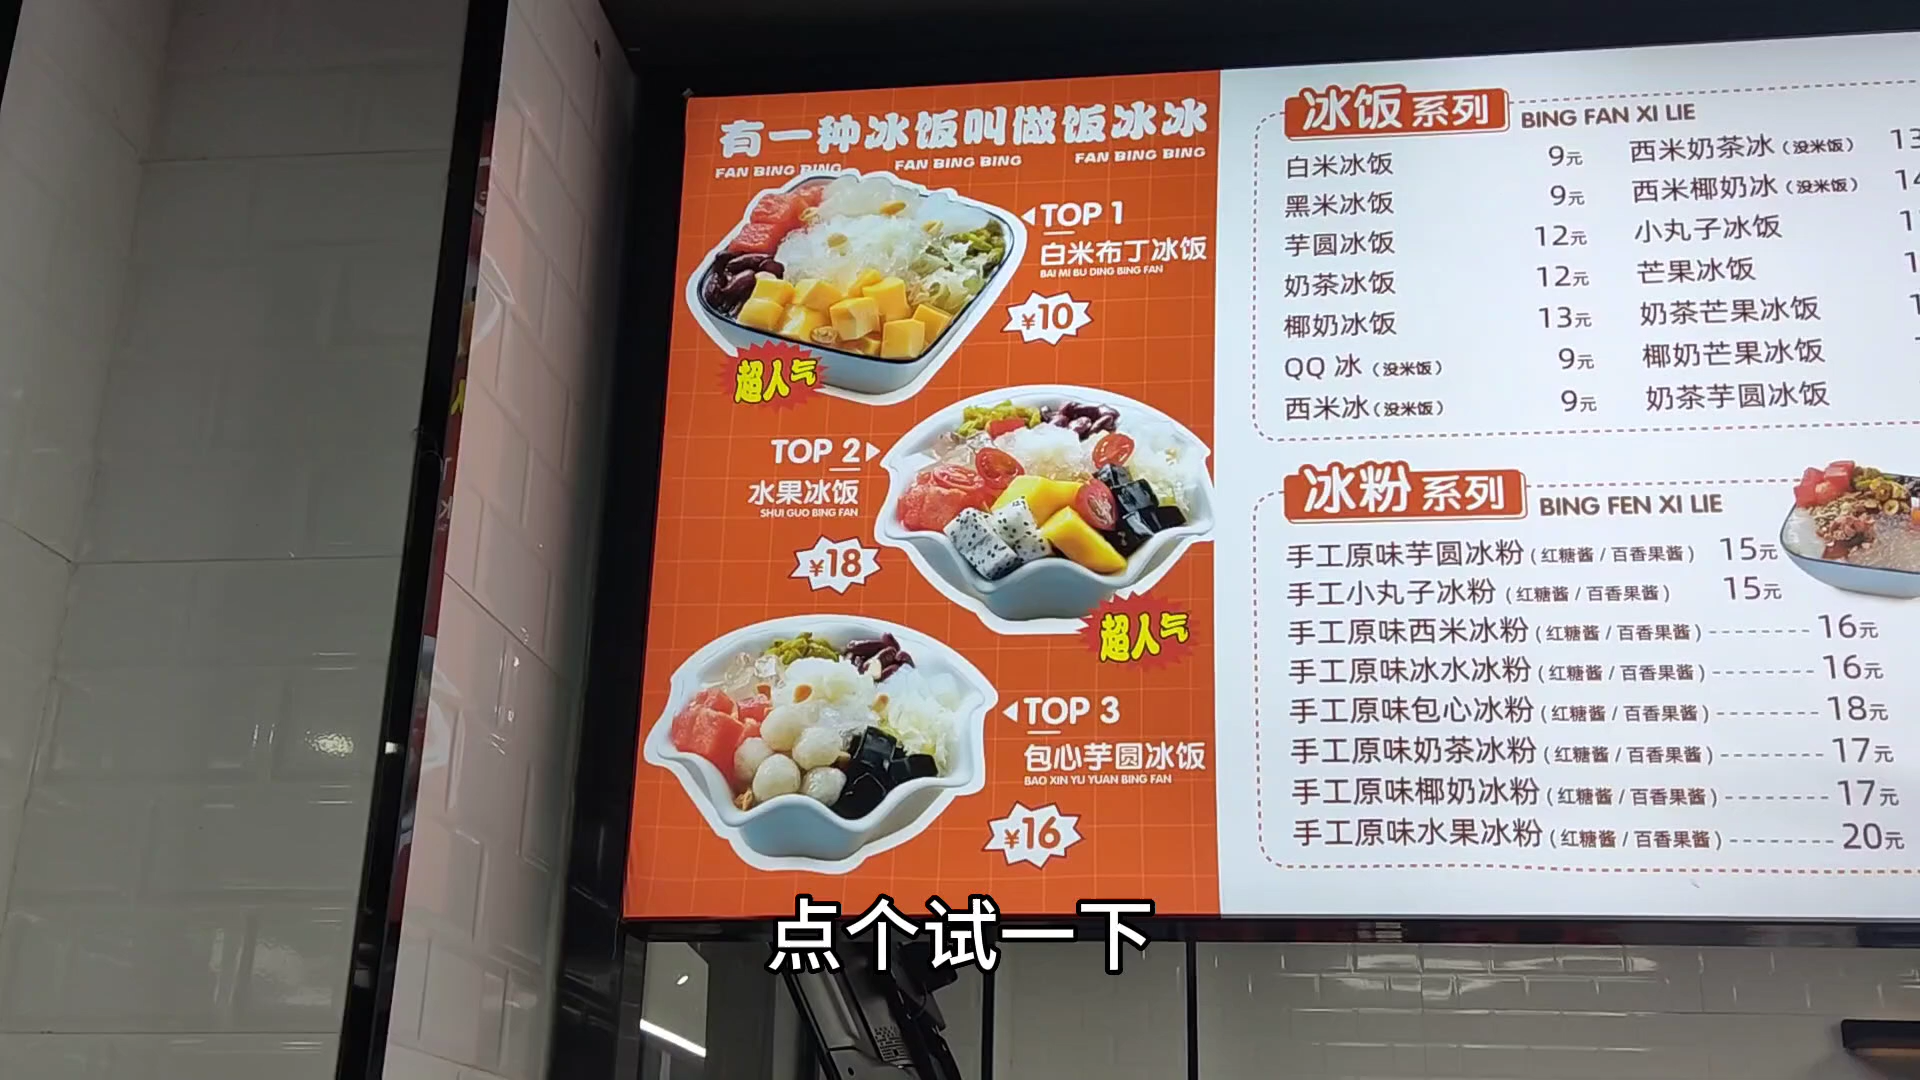 有一种冰饭叫做饭冰冰
FAN BING BING FAN BING BING FAN BING BING
TOP 1
白米布丁冰饭
BAI MI BU DING BING FAN
¥10
超人气
TOP 2
水果冰饭
SHUI GUO BING FAN
¥18
超人气
TOP 3
包心芋圆冰饭
BAO XIN YU YUAN BING FAN
¥16
冰饭系列 BING FAN XI LIE
白米冰饭 9元
黑米冰饭 9元
芋圆冰饭 12元
奶茶冰饭 12元
椰奶冰饭 13元
QQ 冰（没米饭） 9元
西米冰（没米饭） 9元
西米奶茶冰（没米饭） 13
西米椰奶冰（没米饭）
小丸子冰饭
芒果冰饭
奶茶芒果冰饭
椰奶芒果冰饭
奶茶芋圆冰饭
冰粉系列 BING FEN XI LIE
手工原味芋圆冰粉（红糖酱 / 百香果酱） 15元
手工小丸子冰粉（红糖酱 / 百香果酱） 15元
手工原味西米冰粉（红糖酱 / 百香果酱）-------- 16元
手工原味冰水冰粉（红糖酱 / 百香果酱）-------- 16元
手工原味包心冰粉（红糖酱 / 百香果酱）-------- 18元
手工原味奶茶冰粉（红糖酱 / 百香果酱）-------- 17元
手工原味椰奶冰粉（红糖酱 / 百香果酱）-------- 17元
手工原味水果冰粉（红糖酱 / 百香果酱）-------- 20元
点个试一下